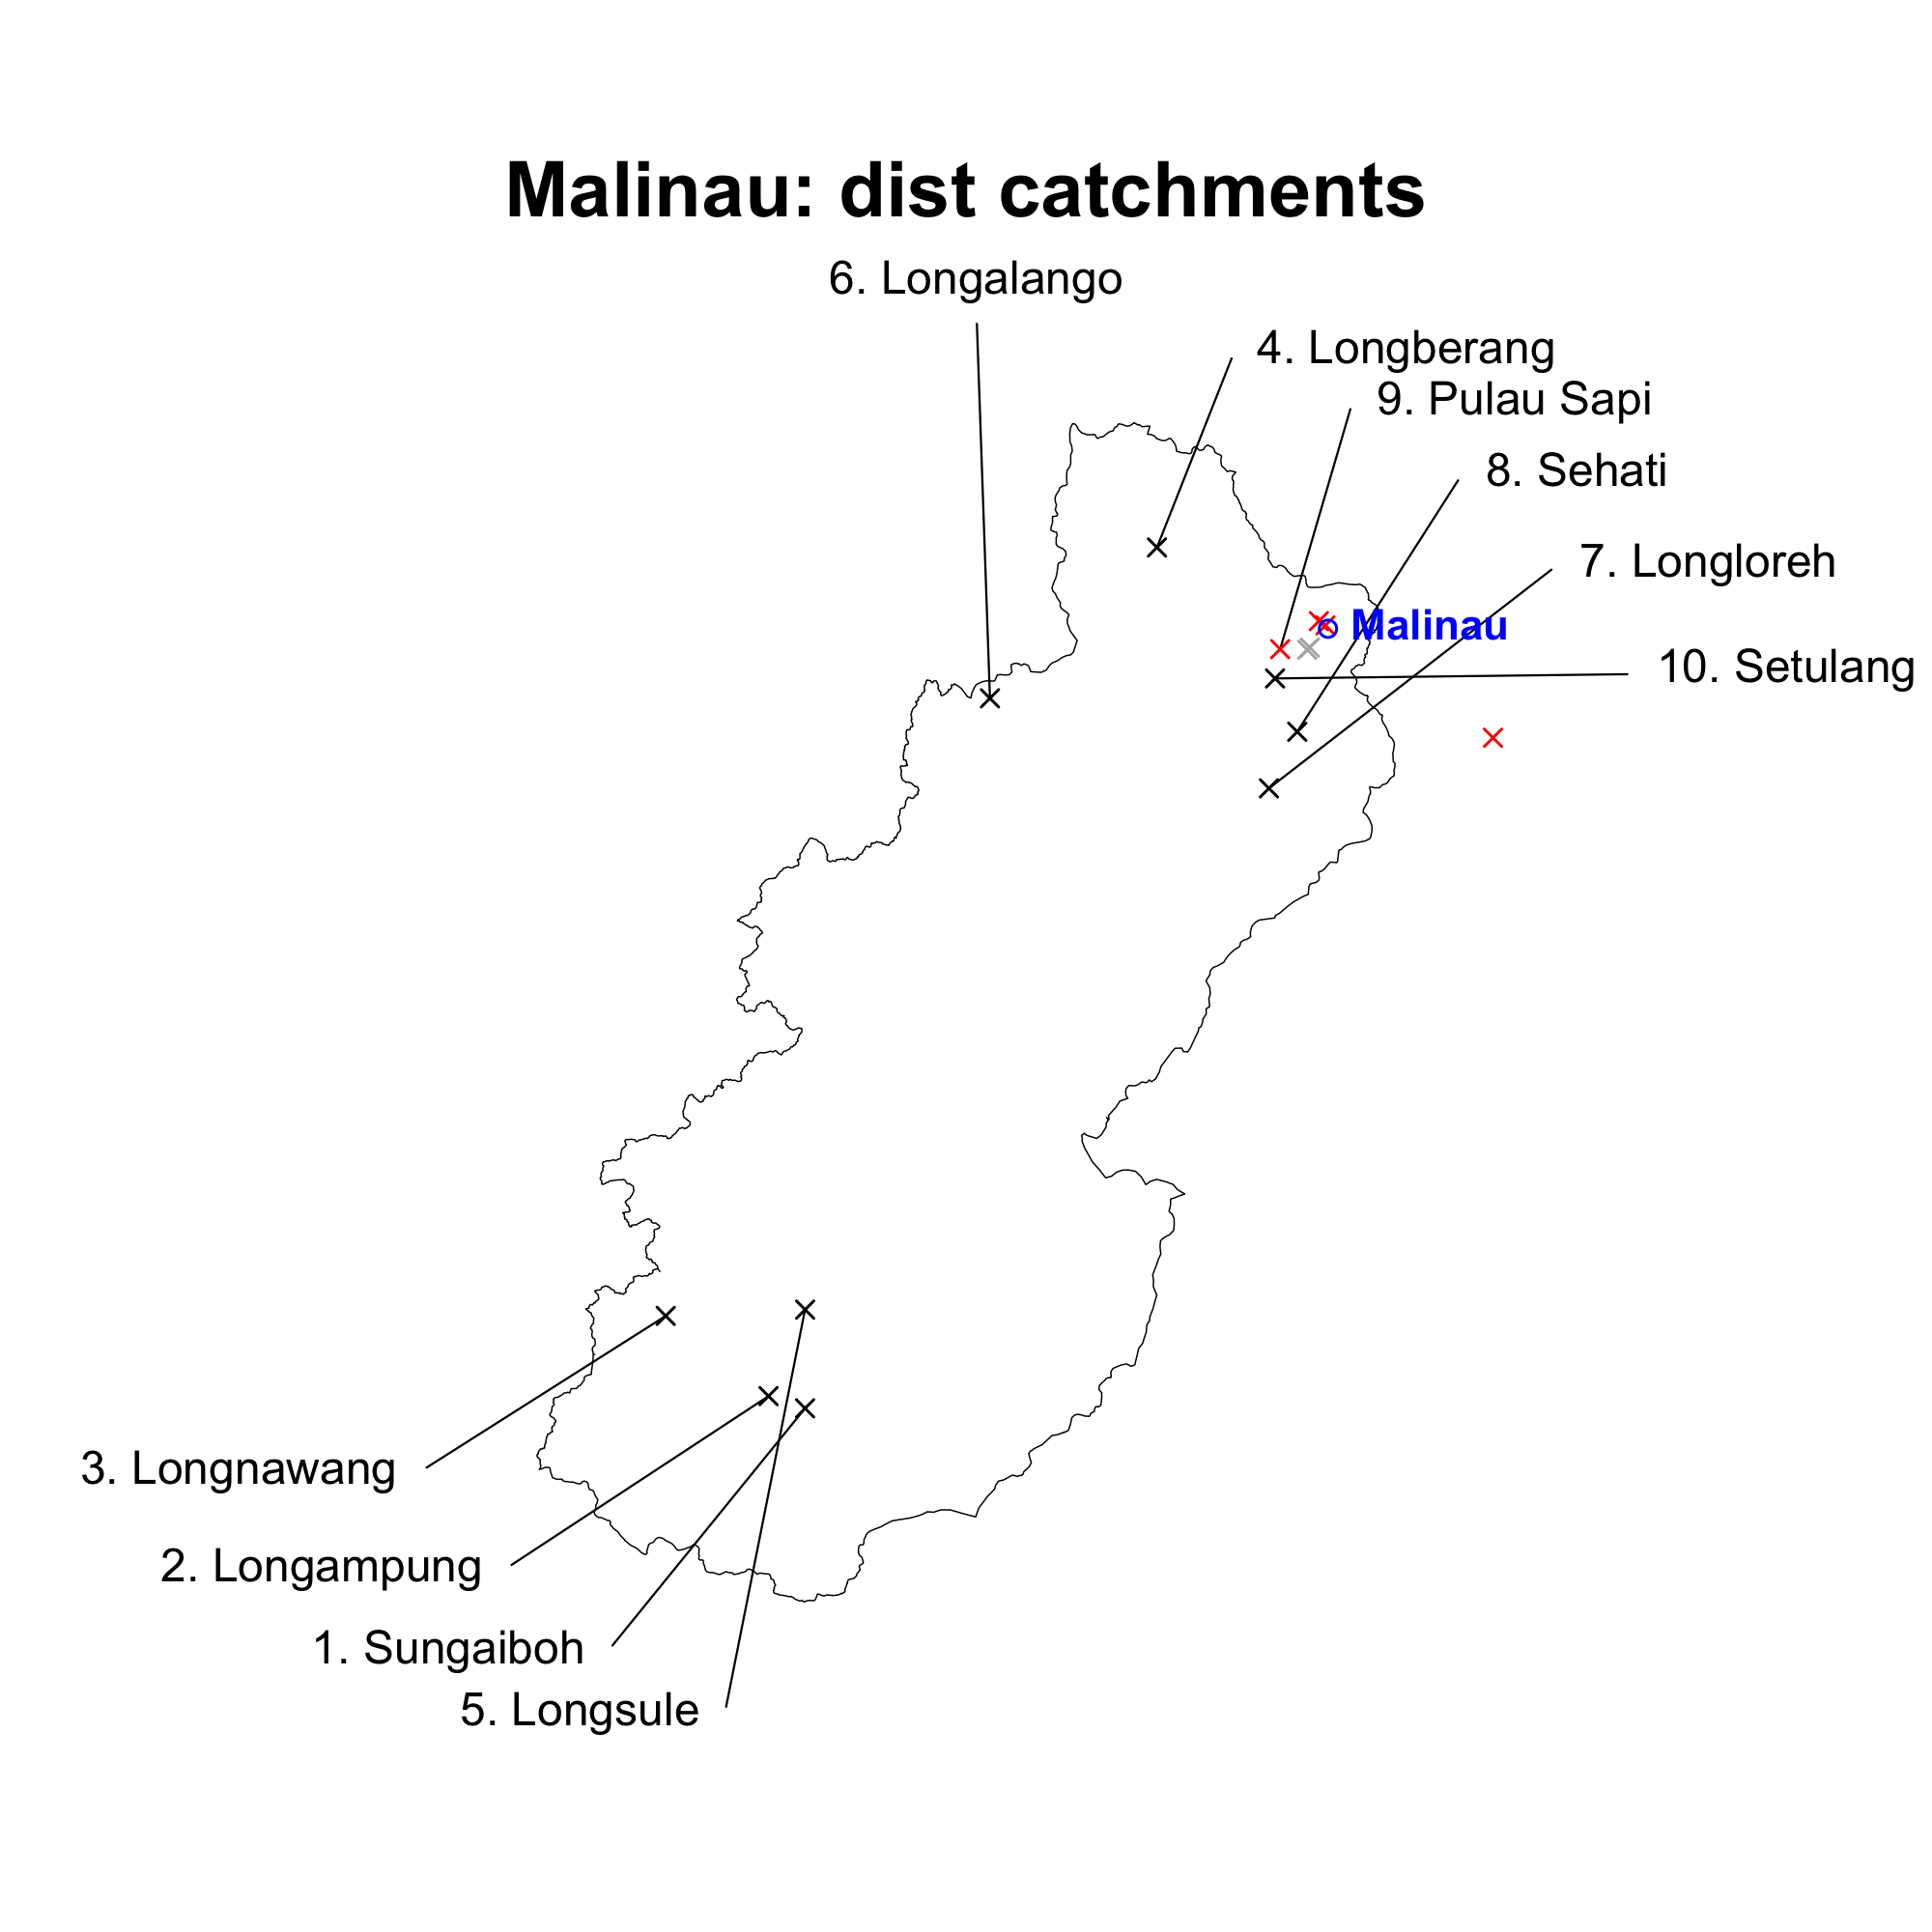 Malinau: dist catchments
6. Longalango
4. Longberang
9. Pulau Sapi
8. Sehati
7. Longloreh
Malinau
10. Setulang
3. Longnawang
2. Longampung
1. Sungaiboh
5. Longsule